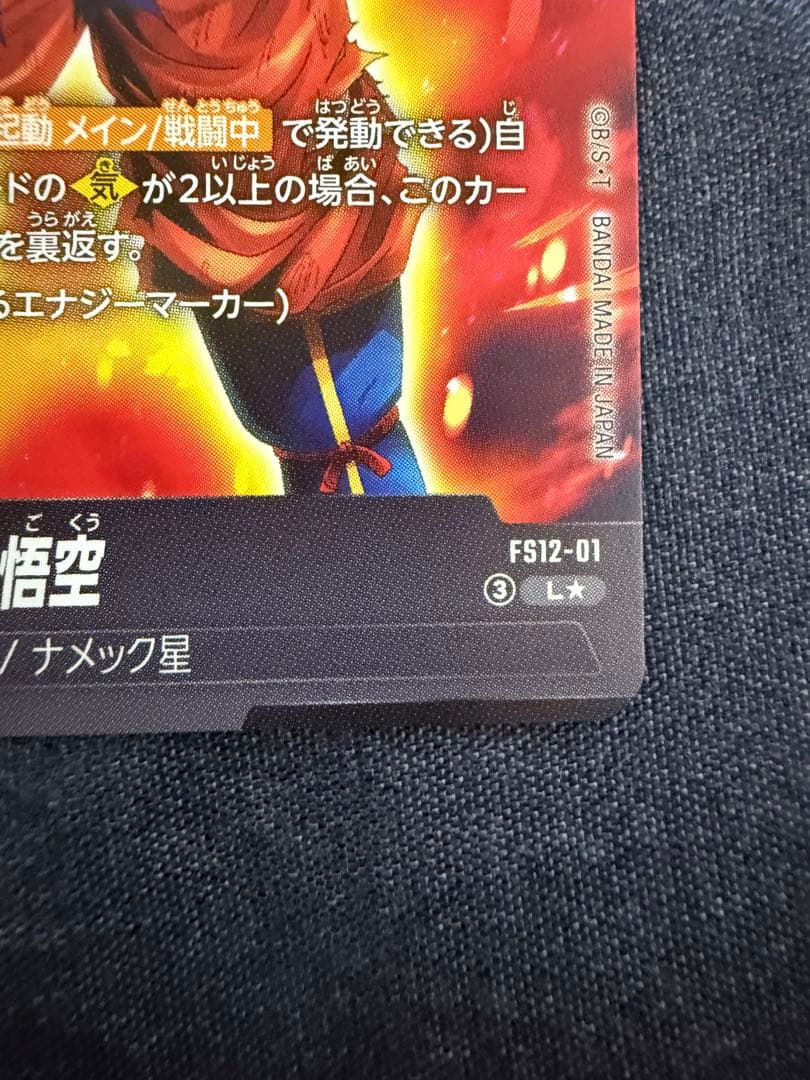 起動 メイン/戦闘中 で発動できる)自
ドの 気 が2以上の場合、このカー
を裏返す。
るエナジーマーカー)
©B/S・T BANDAI MADE IN JAPAN
悟空
FS12-01
③ L★
/ ナメック星